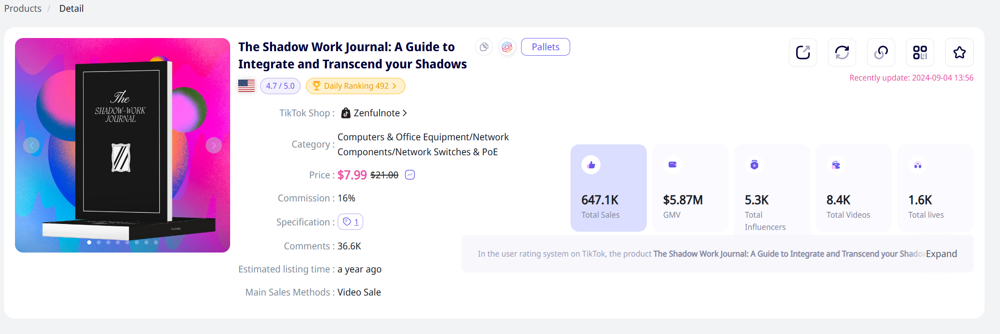 Products / Detail
The
SHADOW-WORK
JOURNAL
The Shadow Work Journal: A Guide to
Integrate and Transcend your Shadows
Pallets
Recently update: 2024-09-04 13:56
4.7 / 5.0
Daily Ranking 492
TikTok Shop : Zenfulnote
Category : Computers & Office Equipment/Network
Components/Network Switches & PoE
Price : $7.99 $21.00
Commission : 16%
Specification : 1
Comments : 36.6K
Estimated listing time : a year ago
Main Sales Methods : Video Sale
647.1K
Total Sales
$5.87M
GMV
5.3K
Total
Influencers
8.4K
Total Videos
1.6K
Total lives
In the user rating system on TikTok, the product The Shadow Work Journal: A Guide to Integrate and Transcend your Shadow Expand